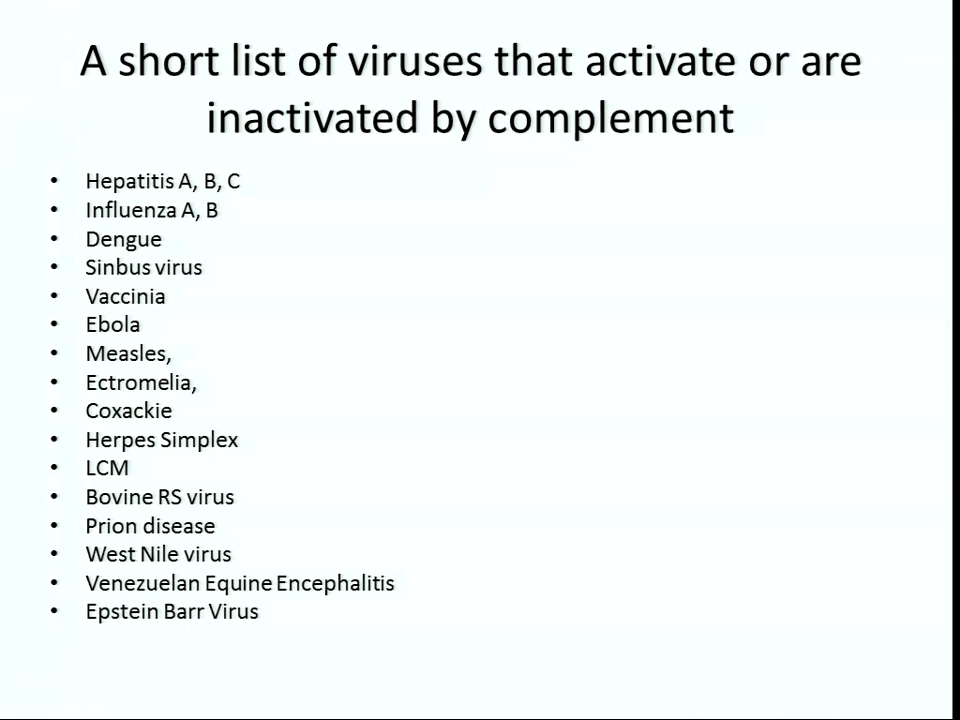 A short list of viruses that activate or are
inactivated by complement
• Hepatitis A, B, C
• Influenza A, B
• Dengue
• Sinbus virus
• Vaccinia
• Ebola
• Measles,
• Ectromelia,
• Coxackie
• Herpes Simplex
• LCM
• Bovine RS virus
• Prion disease
• West Nile virus
• Venezuelan Equine Encephalitis
• Epstein Barr Virus